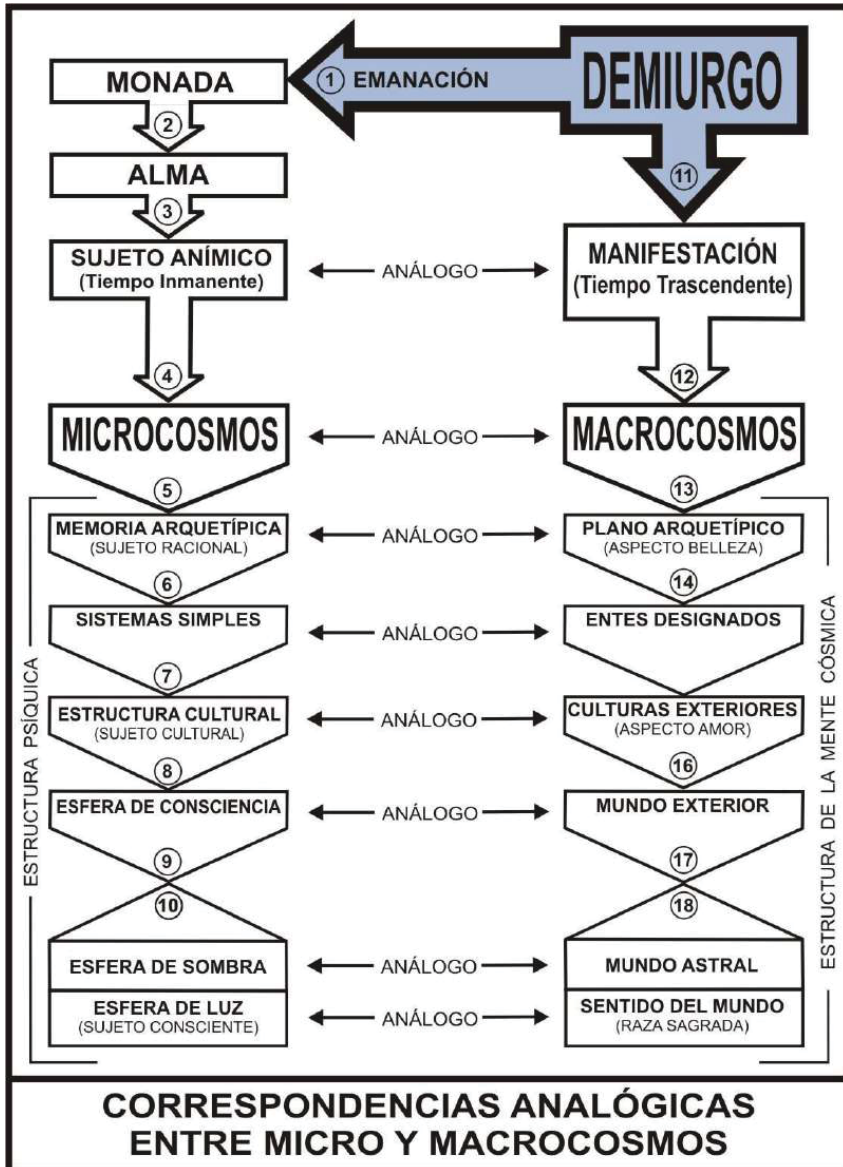 ① EMANACIÓN
DEMIURGO
MONADA
②
ALMA
⑪
③
SUJETO ANÍMICO
(Tiempo Inmanente)
ANÁLOGO
MANIFESTACIÓN
(Tiempo Trascendente)
④
⑫
MICROCOSMOS
ANÁLOGO
MACROCOSMOS
⑤
⑬
MEMORIA ARQUETÍPICA
(SUJETO RACIONAL)
ANÁLOGO
PLANO ARQUETÍPICO
(ASPECTO BELLEZA)
⑥
⑭
SISTEMAS SIMPLES
ANÁLOGO
ENTES DESIGNADOS
⑦
ESTRUCTURA CULTURAL
(SUJETO CULTURAL)
ANÁLOGO
CULTURAS EXTERIORES
(ASPECTO AMOR)
⑧
⑯
ESFERA DE CONSCIENCIA
ANÁLOGO
MUNDO EXTERIOR
⑨
⑰
⑩
⑱
ESFERA DE SOMBRA
ANÁLOGO
MUNDO ASTRAL
ESFERA DE LUZ
(SUJETO CONSCIENTE)
ANÁLOGO
SENTIDO DEL MUNDO
(RAZA SAGRADA)
ESTRUCTURA PSÍQUICA
ESTRUCTURA DE LA MENTE CÓSMICA
CORRESPONDENCIAS ANALÓGICAS
ENTRE MICRO Y MACROCOSMOS